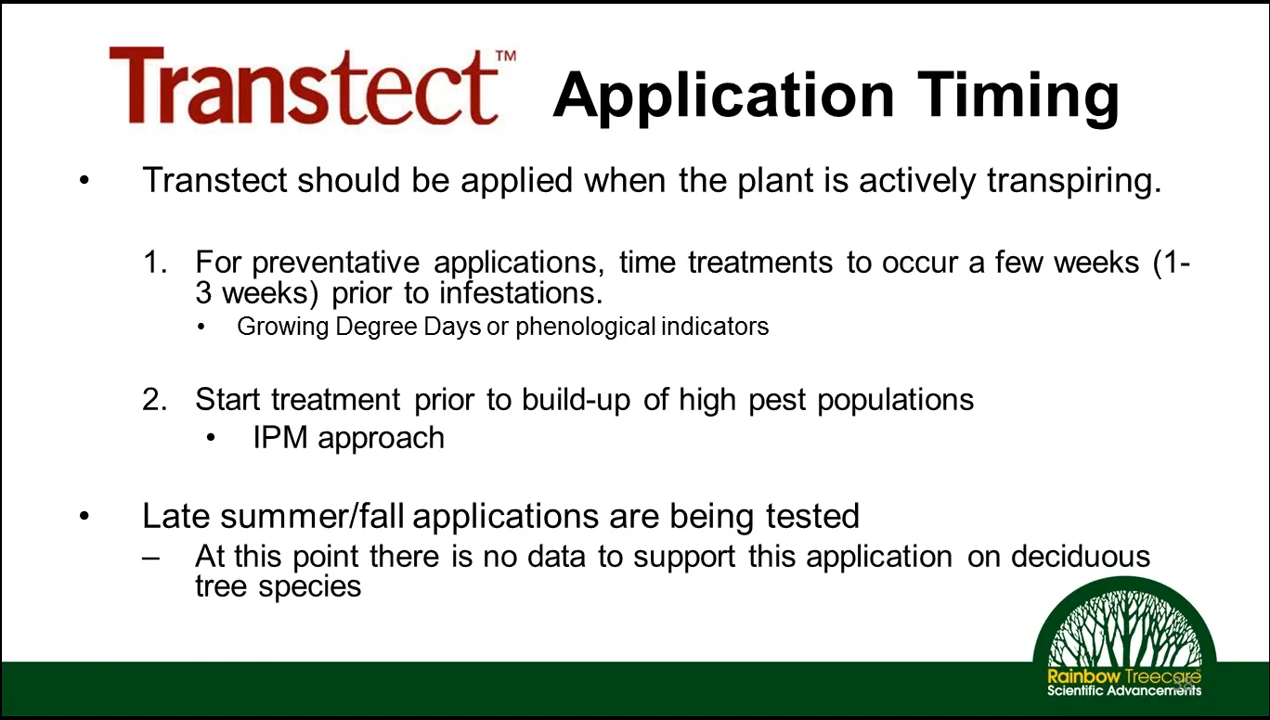 Transtect™ Application Timing
• Transtect should be applied when the plant is actively transpiring.
1. For preventative applications, time treatments to occur a few weeks (1-
3 weeks) prior to infestations.
• Growing Degree Days or phenological indicators
2. Start treatment prior to build-up of high pest populations
• IPM approach
• Late summer/fall applications are being tested
– At this point there is no data to support this application on deciduous
tree species
Rainbow Treecare
Scientific Advancements